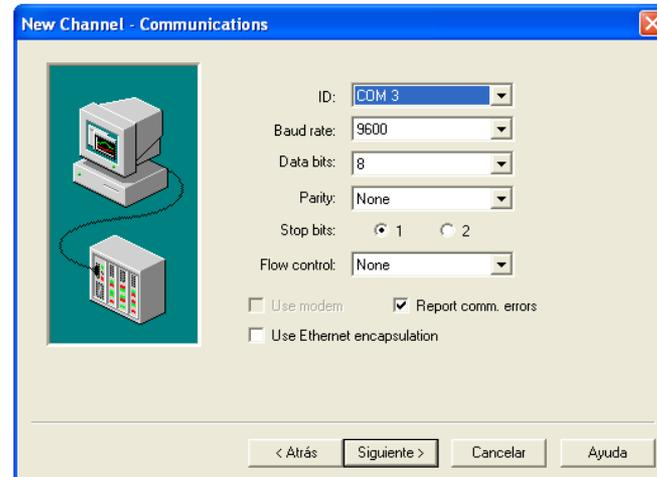 New Channel - Communications
ID: COM 3
Baud rate: 9600
Data bits: 8
Parity: None
Stop bits: 1 2
Flow control: None
Use modem Report comm. errors
Use Ethernet encapsulation
< Atrás Siguiente > Cancelar Ayuda